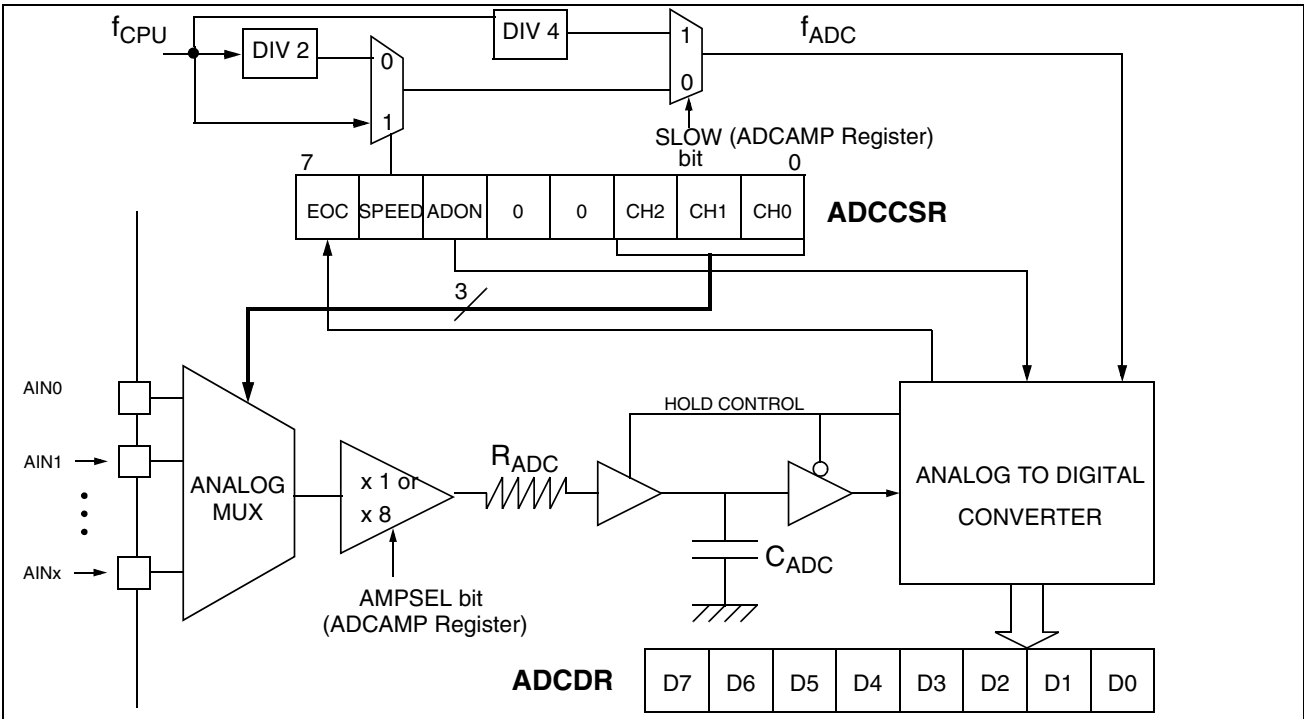 fCPU
DIV 2
DIV 4
fADC
0
1
1
0
SLOW (ADCAMP Register)
bit
7
0
EOC SPEED ADON 0 0 CH2 CH1 CH0
ADCCSR
3
AIN0
AIN1
AINx
ANALOG
MUX
x 1 or
x 8
AMPSEL bit
(ADCAMP Register)
RADC
HOLD CONTROL
CADC
ANALOG TO DIGITAL
CONVERTER
ADCDR
D7 D6 D5 D4 D3 D2 D1 D0